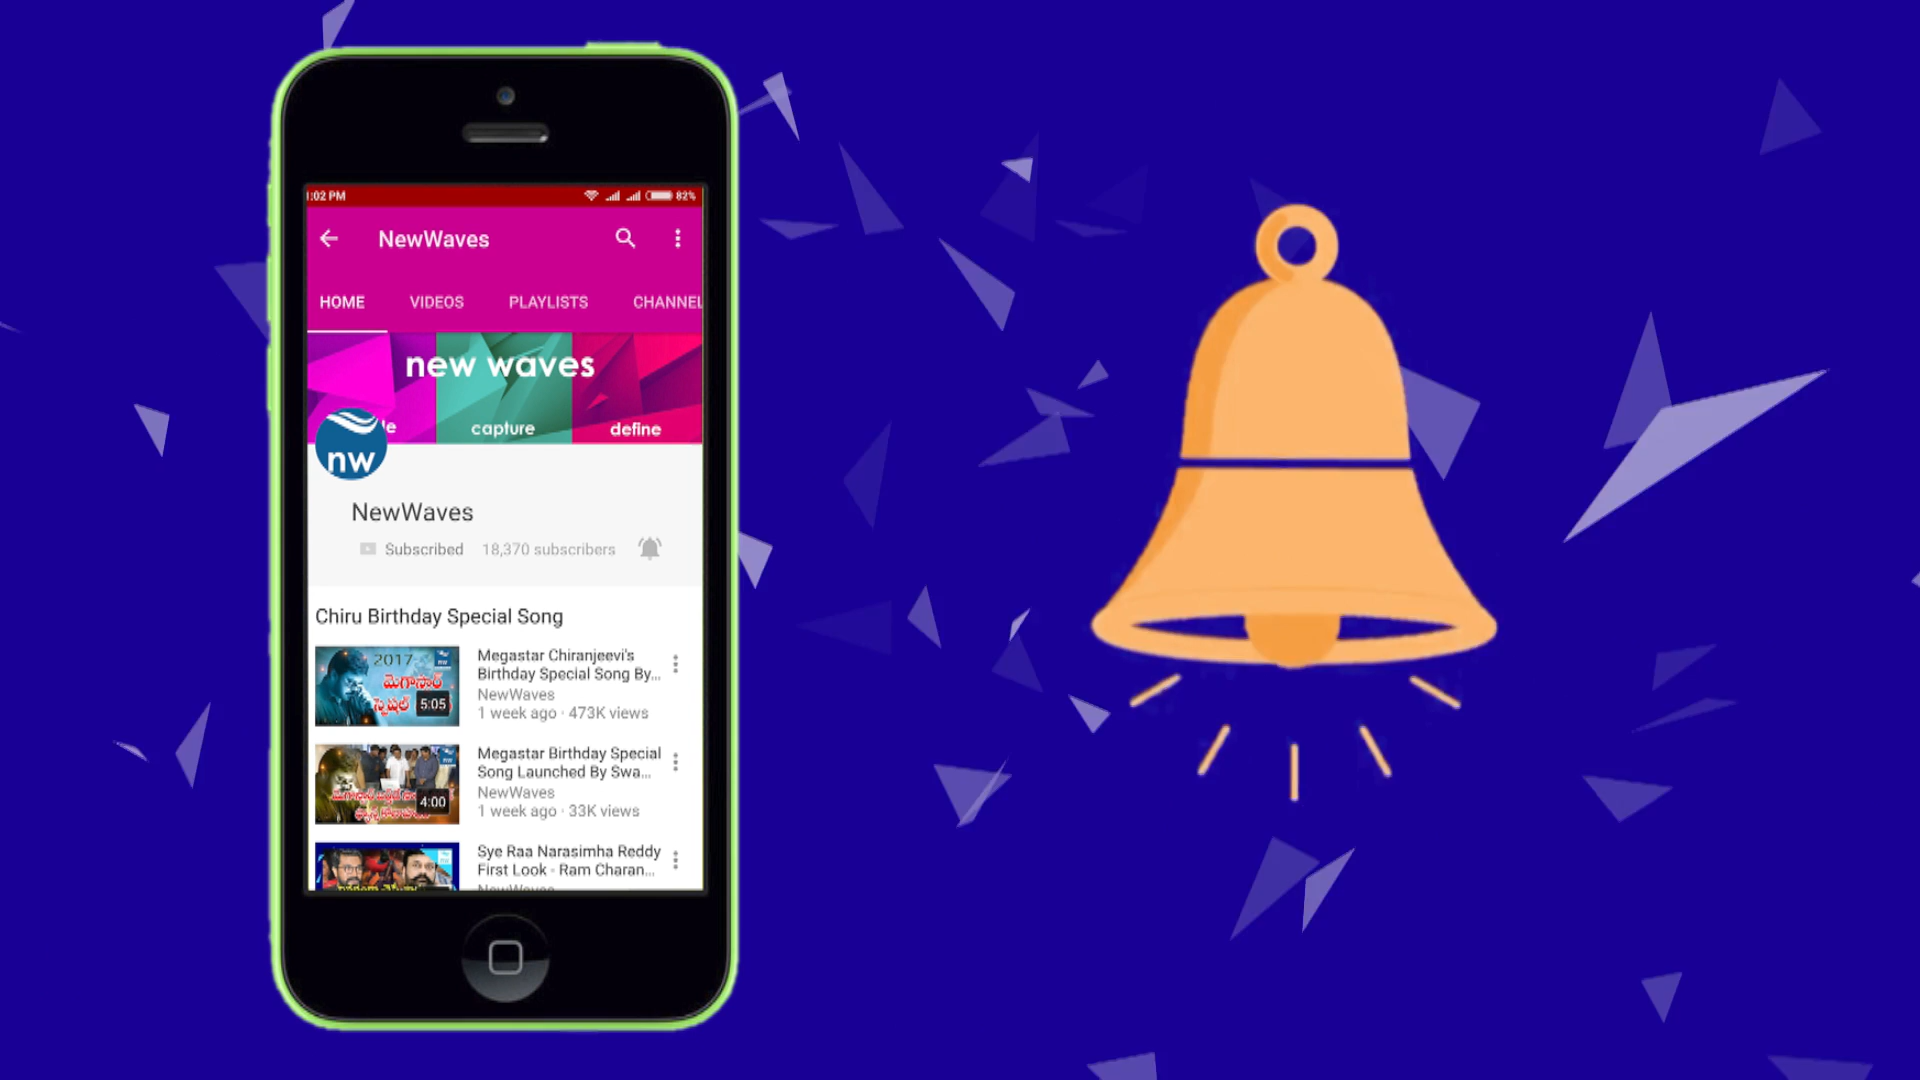 1:02 PM 82%
NewWaves
HOME VIDEOS PLAYLISTS CHANNEL
new waves
capture define
nw
NewWaves
Subscribed 18,370 subscribers
Chiru Birthday Special Song
2017
మెగాస్టార్
స్పెషల్
5:05
Megastar Chiranjeevi's
Birthday Special Song By...
NewWaves
1 week ago · 473K views
4:00
Megastar Birthday Special
Song Launched By Swa...
NewWaves
1 week ago · 33K views
Sye Raa Narasimha Reddy
First Look - Ram Charan...
NewWaves